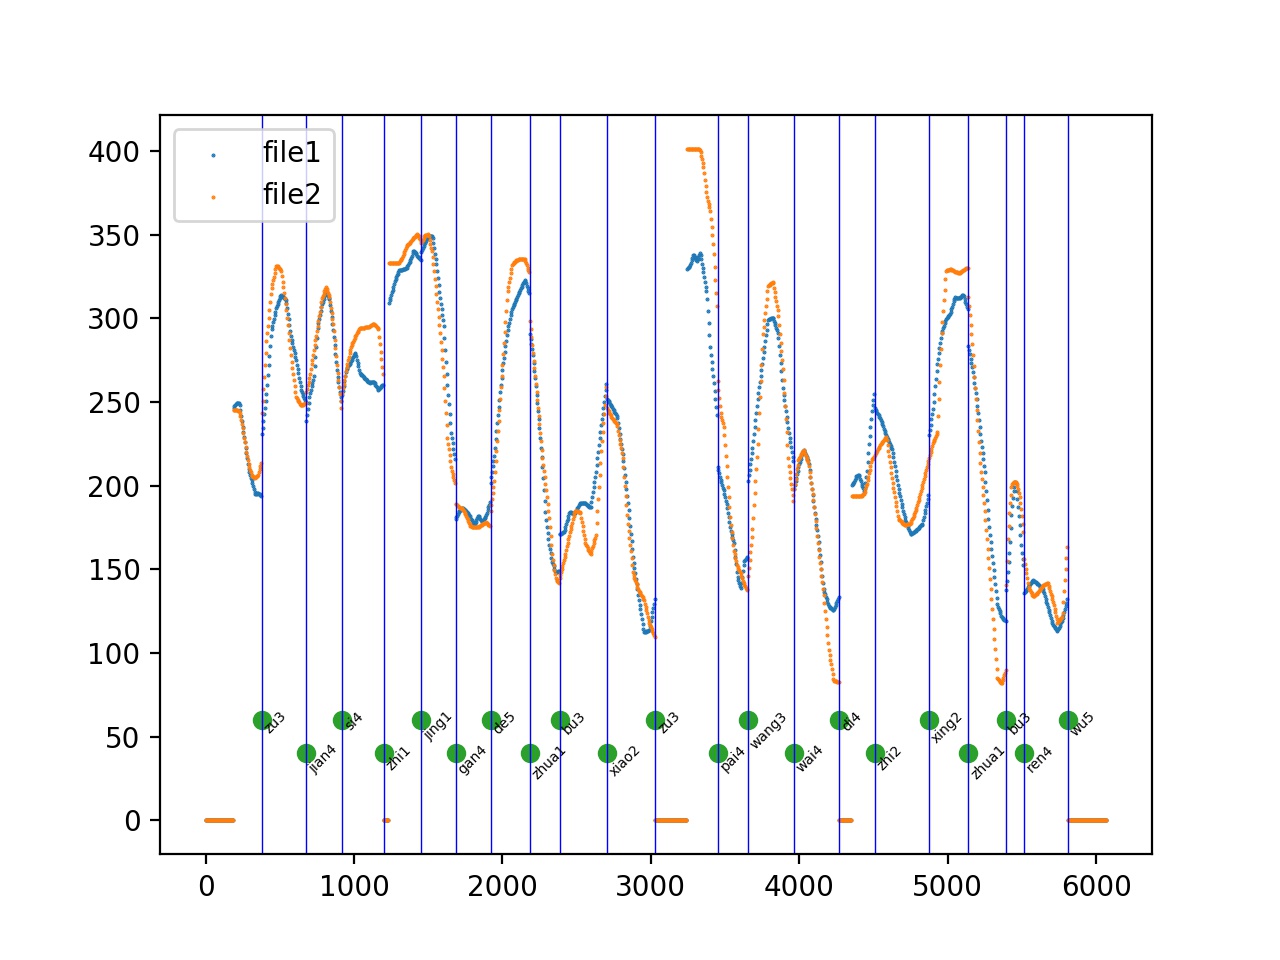 file1
file2
400
350
300
250
200
150
100
50
0
zu3
jian4
si4
zhi1
jing1
gan4
de5
zhua1
bu3
xiao2
zu3
pai4
wang3
wai4
di4
zhi2
xing2
zhua1
bu3
ren4
wu5
0 1000 2000 3000 4000 5000 6000